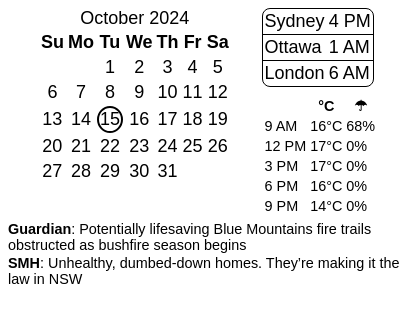 October 2024
Su Mo Tu We Th Fr Sa
1 2 3 4 5
6 7 8 9 10 11 12
13 14 15 16 17 18 19
20 21 22 23 24 25 26
27 28 29 30 31
Sydney 4 PM
Ottawa 1 AM
London 6 AM
°C ☂
9 AM 16°C 68%
12 PM 17°C 0%
3 PM 17°C 0%
6 PM 16°C 0%
9 PM 14°C 0%
Guardian: Potentially lifesaving Blue Mountains fire trails
obstructed as bushfire season begins
SMH: Unhealthy, dumbed-down homes. They're making it the
law in NSW